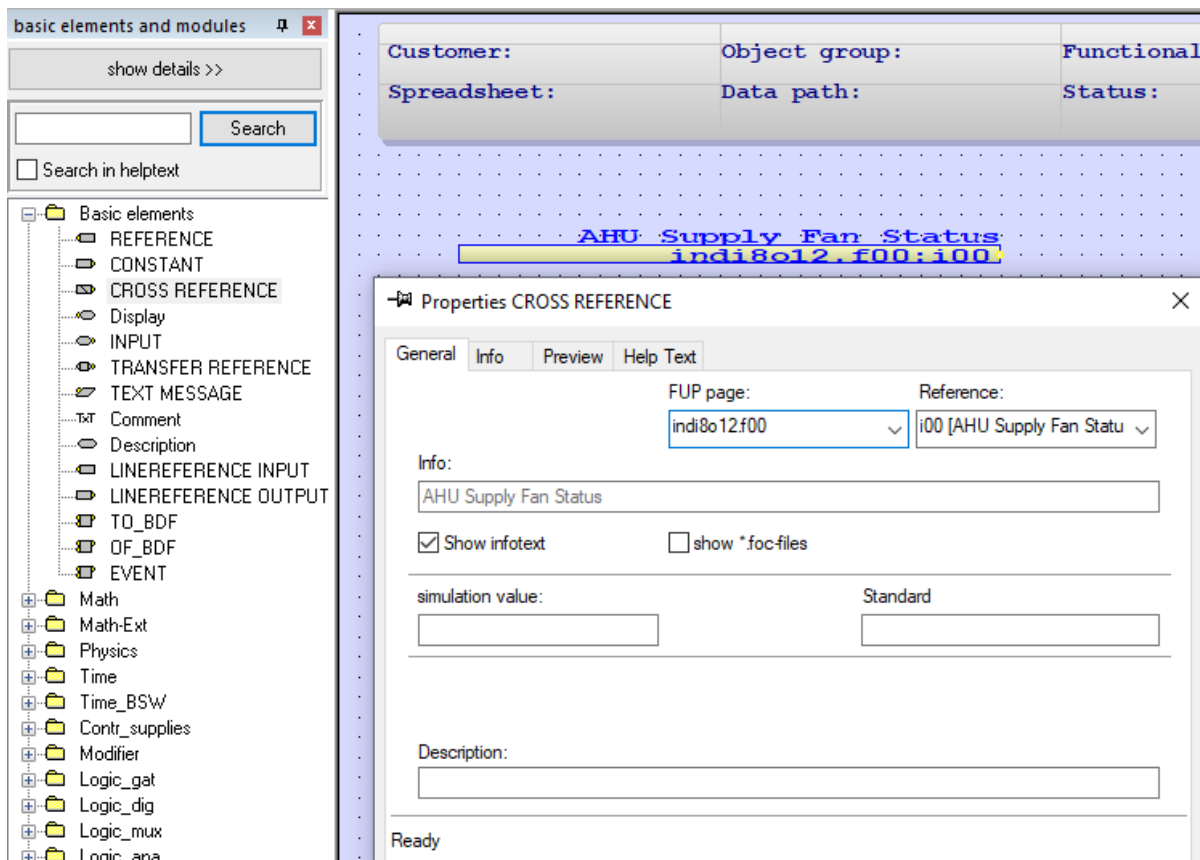 basic elements and modules
show details >>
Search
Search in helptext
Basic elements
REFERENCE
CONSTANT
CROSS REFERENCE
Display
INPUT
TRANSFER REFERENCE
TEXT MESSAGE
TXT Comment
Description
LINEREFERENCE INPUT
LINEREFERENCE OUTPUT
TO_BDF
OF_BDF
EVENT
Math
Math-Ext
Physics
Time
Time_BSW
Contr_supplies
Modifier
Logic_gat
Logic_dig
Logic_mux
Logic_ana
Customer: Object group: Functional
Spreadsheet: Data path: Status:
AHU Supply Fan Status
indi8o12.f00:i00
Properties CROSS REFERENCE
General Info Preview Help Text
FUP page: Reference:
indi8o12.f00 i00 [AHU Supply Fan Statu
Info:
AHU Supply Fan Status
Show infotext show *.foc-files
simulation value: Standard
Description:
Ready